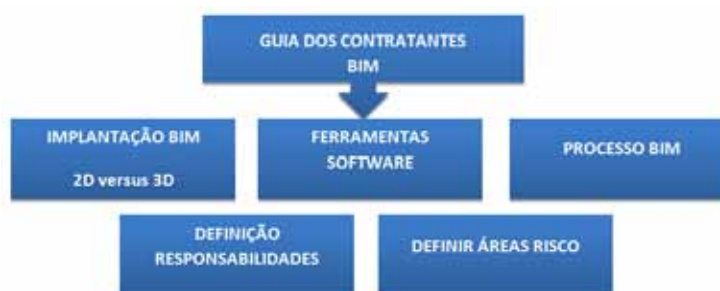 GUIA DOS CONTRATANTES
BIM
IMPLANTAÇÃO BIM
2D versus 3D
FERRAMENTAS
SOFTWARE
PROCESSO BIM
DEFINIÇÃO
RESPONSABILIDADES
DEFINIR ÁREAS RISCO